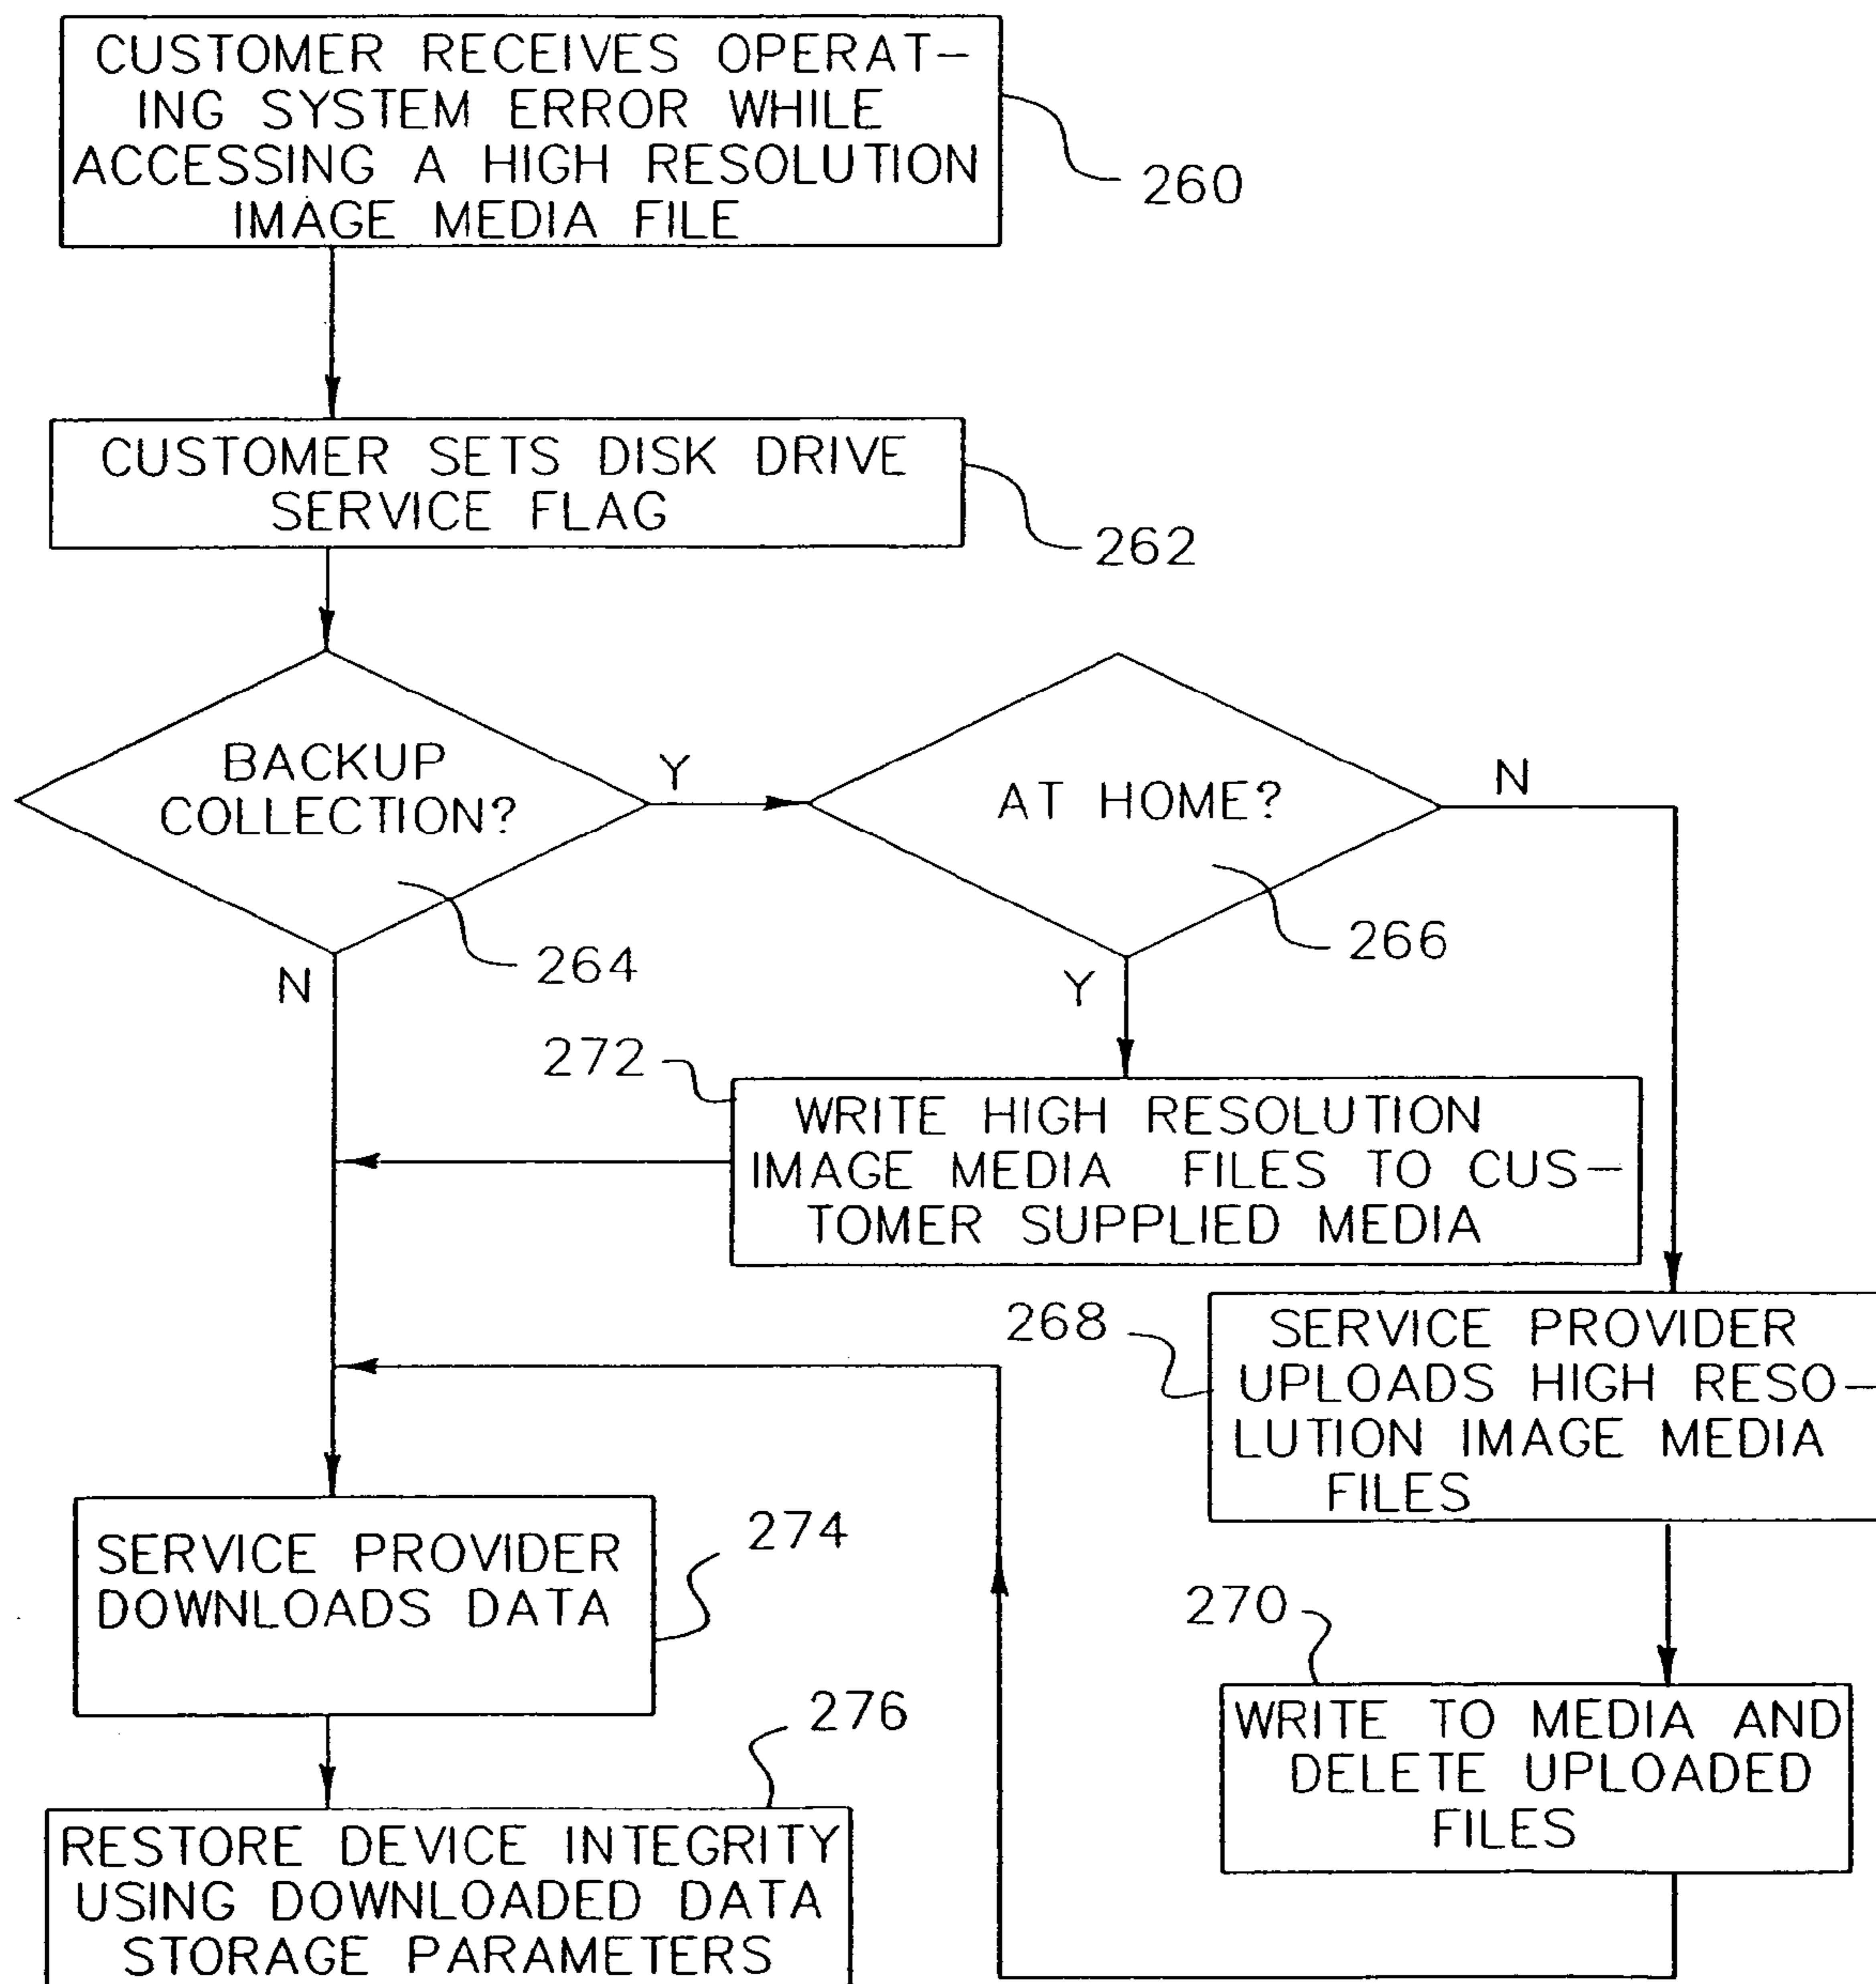 CUSTOMER RECEIVES OPERAT-
ING SYSTEM ERROR WHILE
ACCESSING A HIGH RESOLUTION
IMAGE MEDIA FILE
260
CUSTOMER SETS DISK DRIVE
SERVICE FLAG
262
BACKUP
COLLECTION?
Y
264
N
AT HOME?
N
266
Y
272
WRITE HIGH RESOLUTION
IMAGE MEDIA FILES TO CUS-
TOMER SUPPLIED MEDIA
268
SERVICE PROVIDER
UPLOADS HIGH RESO-
LUTION IMAGE MEDIA
FILES
SERVICE PROVIDER
DOWNLOADS DATA
274
270
WRITE TO MEDIA AND
DELETE UPLOADED
FILES
276
RESTORE DEVICE INTEGRITY
USING DOWNLOADED DATA
STORAGE PARAMETERS